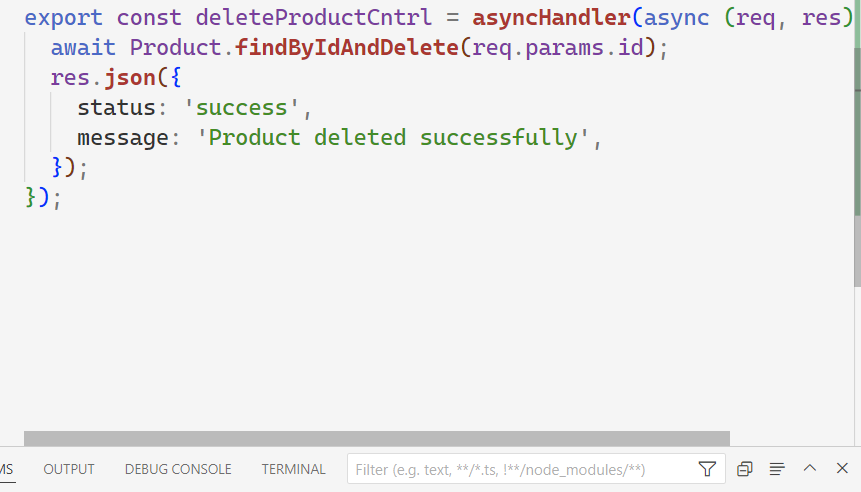 export const deleteProductCntrl = asyncHandler(async (req, res)
await Product.findByIdAndDelete(req.params.id);
res.json({
status: 'success',
message: 'Product deleted successfully',
});
});
MS OUTPUT DEBUG CONSOLE TERMINAL Filter (e.g. text, **/*.ts, !**/node_modules/**)